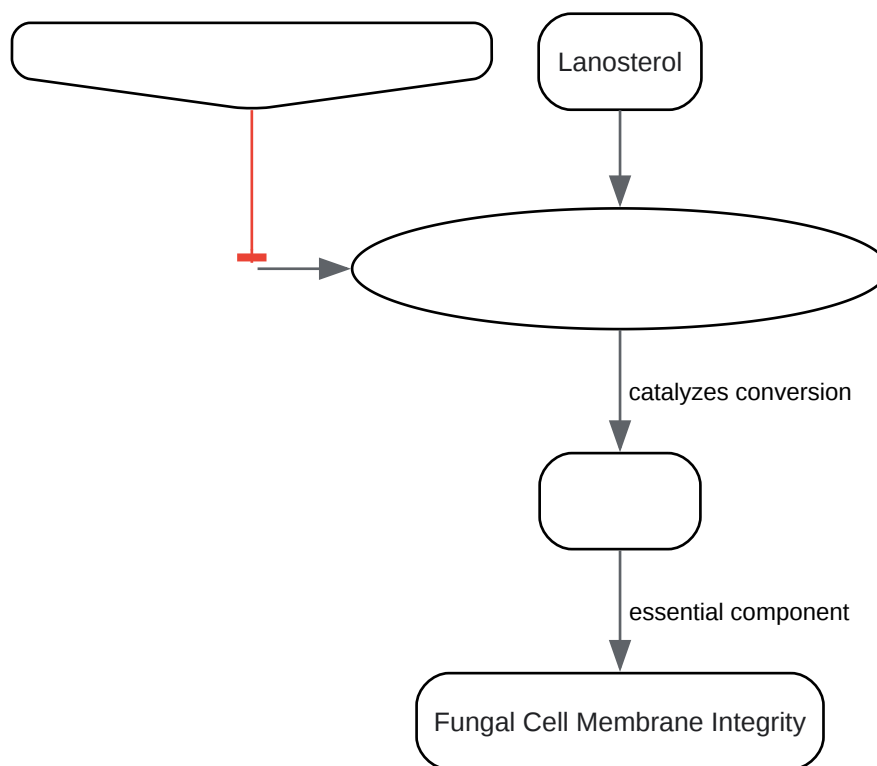 Lanosterol
catalyzes conversion
essential component
Fungal Cell Membrane Integrity